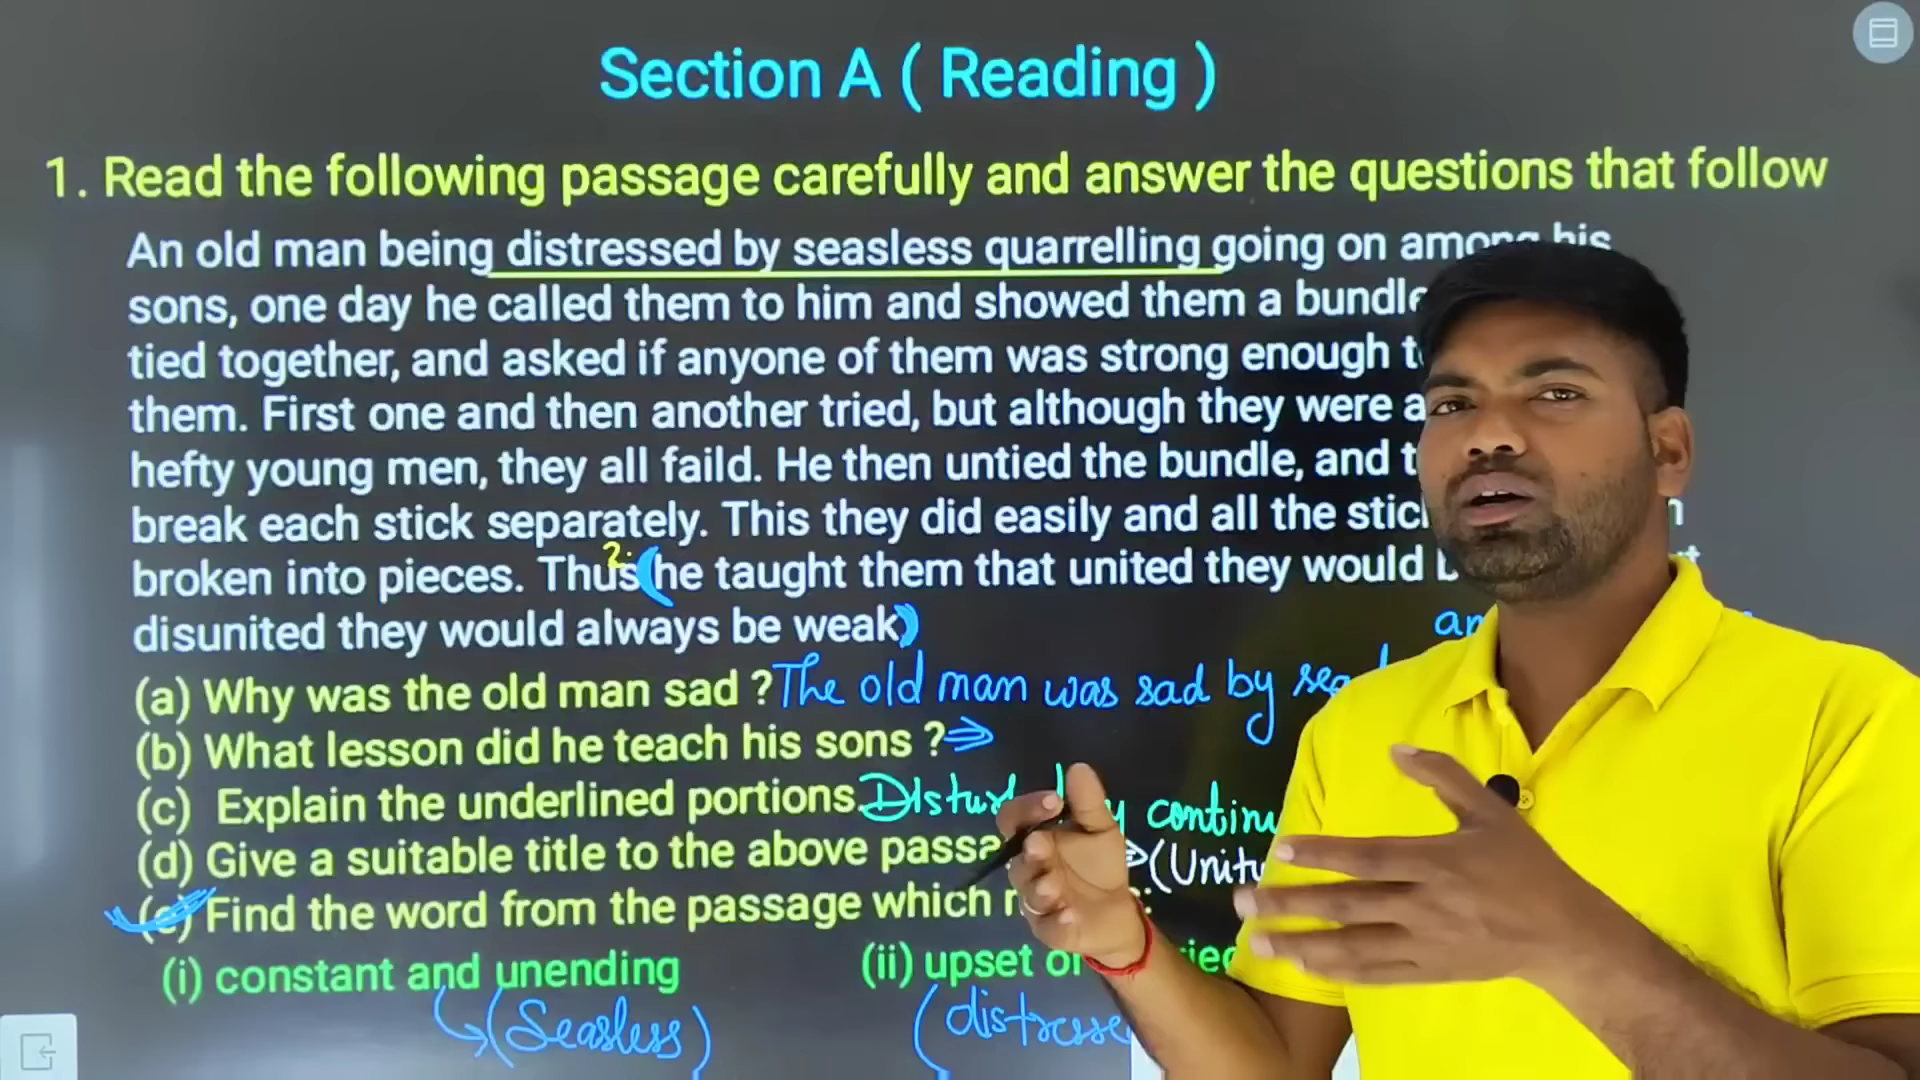 Section A ( Reading )
1. Read the following passage carefully and answer the questions that follow
An old man being distressed by seasless quarrelling going on among his
sons, one day he called them to him and showed them a bundle
tied together, and asked if anyone of them was strong enough
them. First one and then another tried, but although they were
hefty young men, they all faild. He then untied the bundle, and
break each stick separately. This they did easily and all the
2:
broken into pieces. Thus (he taught them that united they would
disunited they would always be weak)
(a) Why was the old man sad ? The old man was sad by
(b) What lesson did he teach his sons ? ⇒
(c) Explain the underlined portions.
(d) Give a suitable title to the above ⇒ (Unity
(e) Find the word from the passage which
(i) constant and unending (ii) upset or
(Seasless) (distresse